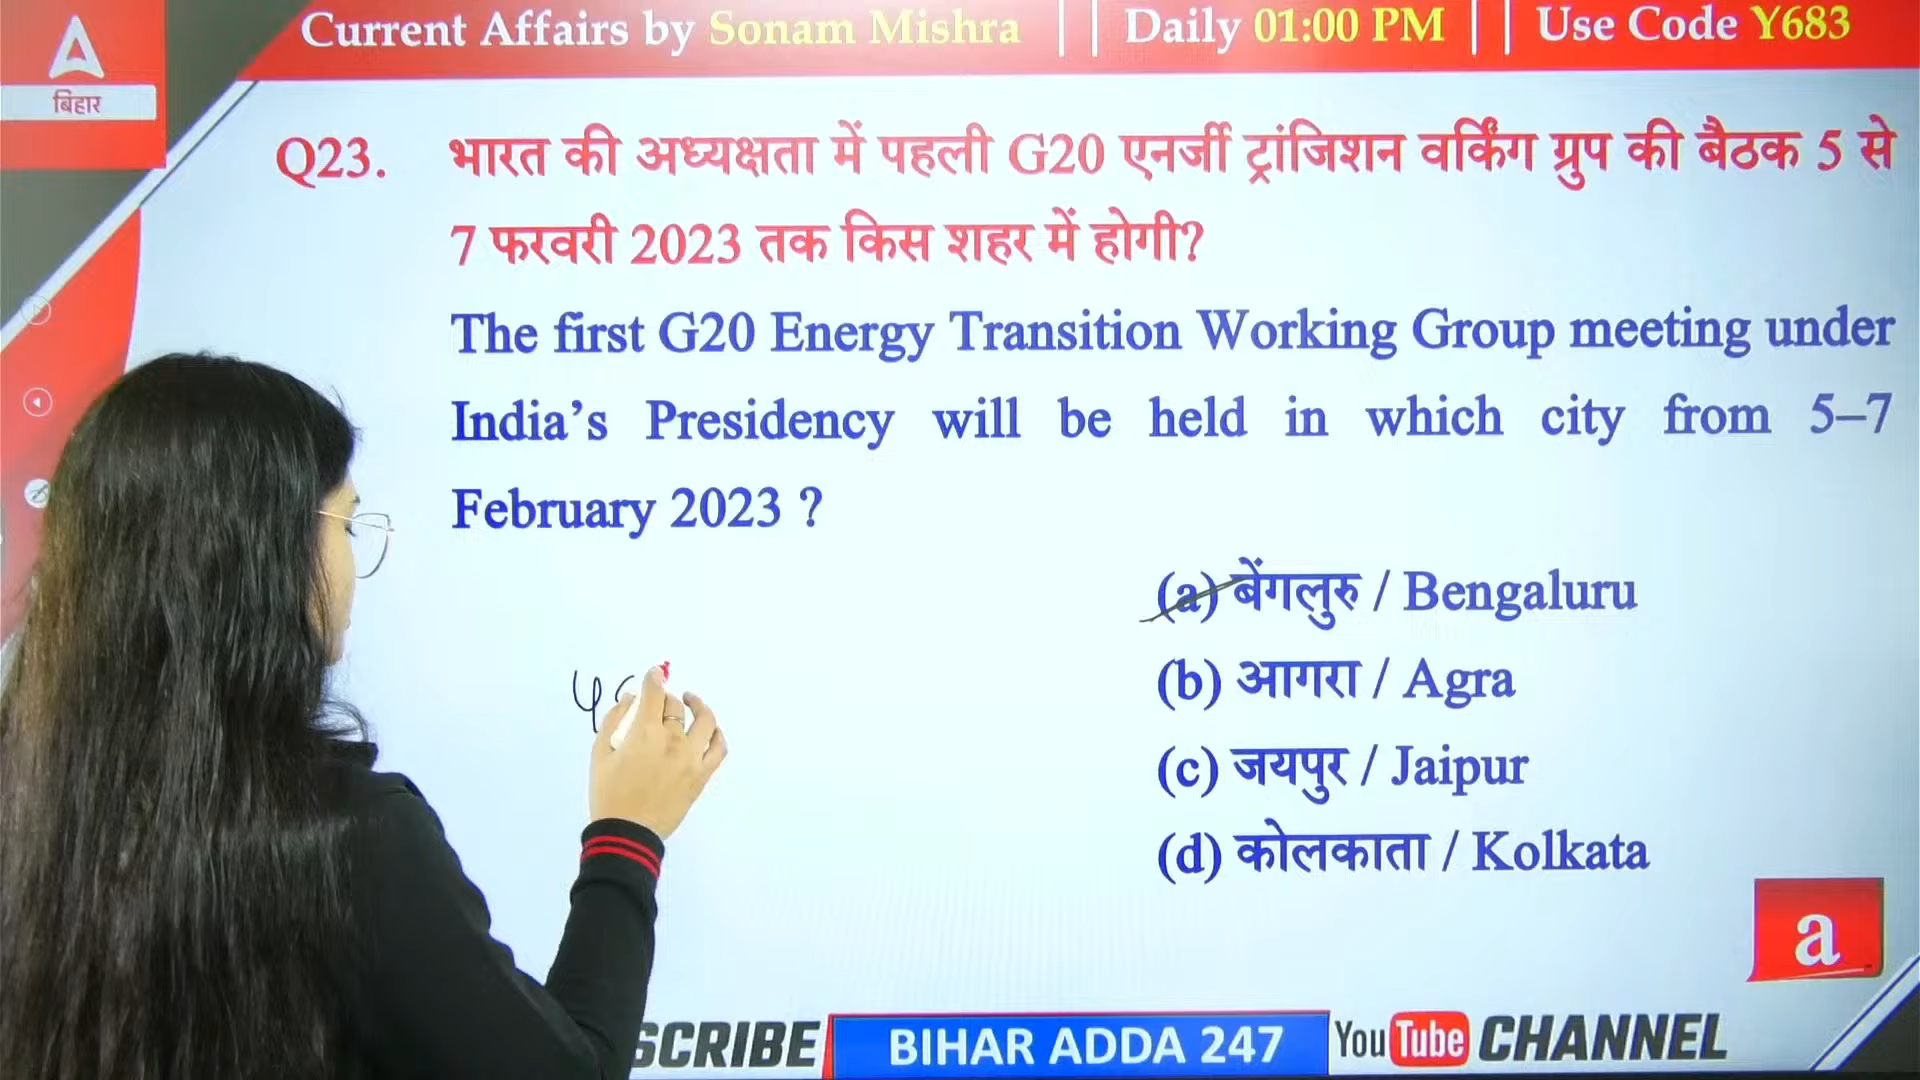 Current Affairs by Sonam Mishra || Daily 01:00 PM || Use Code Y683
बिहार
Q23. भारत की अध्यक्षता में पहली G20 एनर्जी ट्रांजिशन वर्किंग ग्रुप की बैठक 5 से
7 फरवरी 2023 तक किस शहर में होगी?
The first G20 Energy Transition Working Group meeting under
India's Presidency will be held in which city from 5–7
February 2023 ?
(a) बेंगलुरु / Bengaluru
(b) आगरा / Agra
(c) जयपुर / Jaipur
(d) कोलकाता / Kolkata
a
SCRIBE BIHAR ADDA 247 YouTube CHANNEL